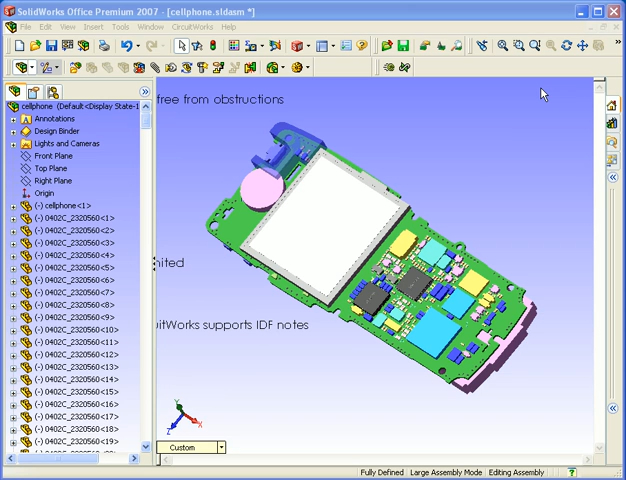 SolidWorks Office Premium 2007 - [cellphone.sldasm *]
File Edit View Insert Tools Window CircuitWorks Help
cellphone (Default<Display State-1
Annotations
Design Binder
Lights and Cameras
Front Plane
Top Plane
Right Plane
Origin
(-) cellphone<1>
(-) 0402C_2320560<1>
(-) 0402C_2320560<2>
(-) 0402C_2320560<3>
(-) 0402C_2320560<4>
(-) 0402C_2320560<5>
(-) 0402C_2320560<6>
(-) 0402C_2320560<7>
(-) 0402C_2320560<8>
(-) 0402C_2320560<9>
(-) 0402C_2320560<10>
(-) 0402C_2320560<11>
(-) 0402C_2320560<12>
(-) 0402C_2320560<13>
(-) 0402C_2320560<14>
(-) 0402C_2320560<15>
(-) 0402C_2320560<16>
(-) 0402C_2320560<17>
(-) 0402C_2320560<18>
(-) 0402C_2320560<19>
free from obstructions
uitWorks supports IDF notes
Y
X
Z
Custom
Fully Defined Large Assembly Mode Editing Assembly